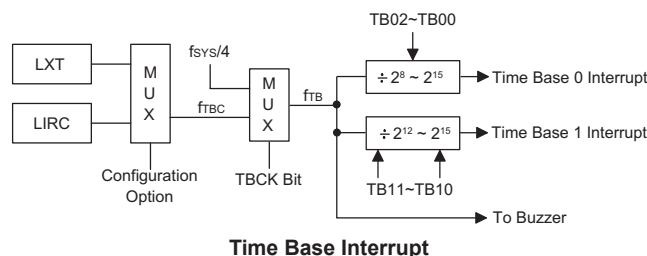 TB02~TB00
LXT
LIRC
M
U
X
fSYS/4
fTBC
M
U
X
fTB
÷ 2⁸ ~ 2¹⁵
Time Base 0 Interrupt
÷ 2¹² ~ 2¹⁵
Time Base 1 Interrupt
Configuration
Option
TBCK Bit
TB11~TB10
To Buzzer
Time Base Interrupt